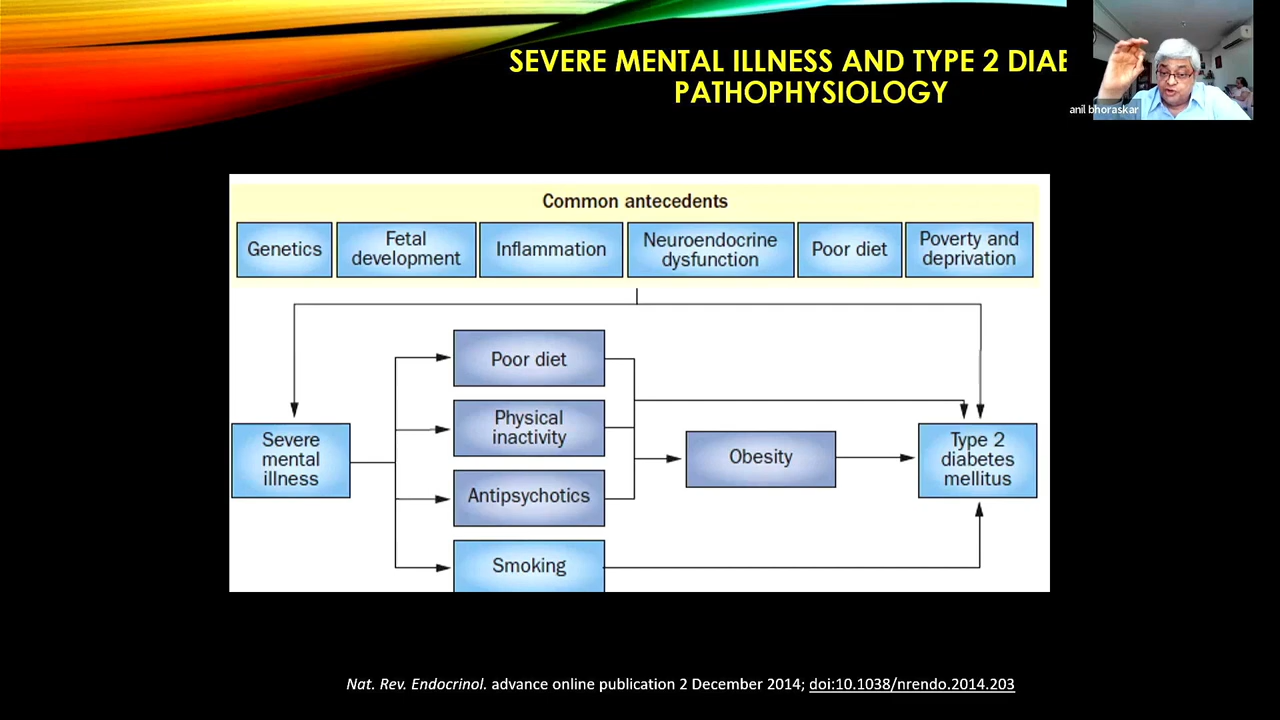 SEVERE MENTAL ILLNESS AND TYPE 2 DIAB
PATHOPHYSIOLOGY
anil bhoraskar
Common antecedents
Genetics
Fetal
development
Inflammation
Neuroendocrine
dysfunction
Poor diet
Poverty and
deprivation
Poor diet
Physical
inactivity
Antipsychotics
Smoking
Severe
mental
illness
Obesity
Type 2
diabetes
mellitus
Nat. Rev. Endocrinol. advance online publication 2 December 2014; doi:10.1038/nrendo.2014.203